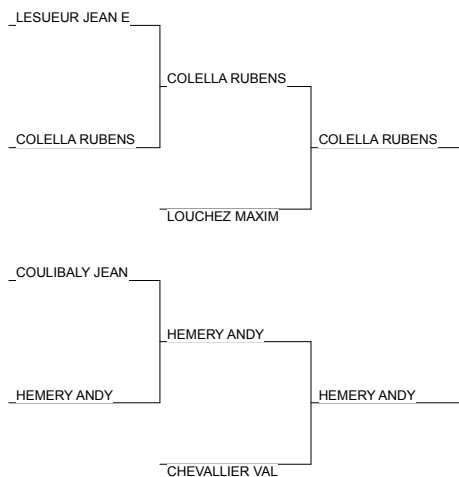 LESUEUR JEAN E
COLELLA RUBENS
COLELLA RUBENS
COLELLA RUBENS
LOUCHEZ MAXIM
COULIBALY JEAN
HEMERY ANDY
HEMERY ANDY
HEMERY ANDY
CHEVALLIER VAL